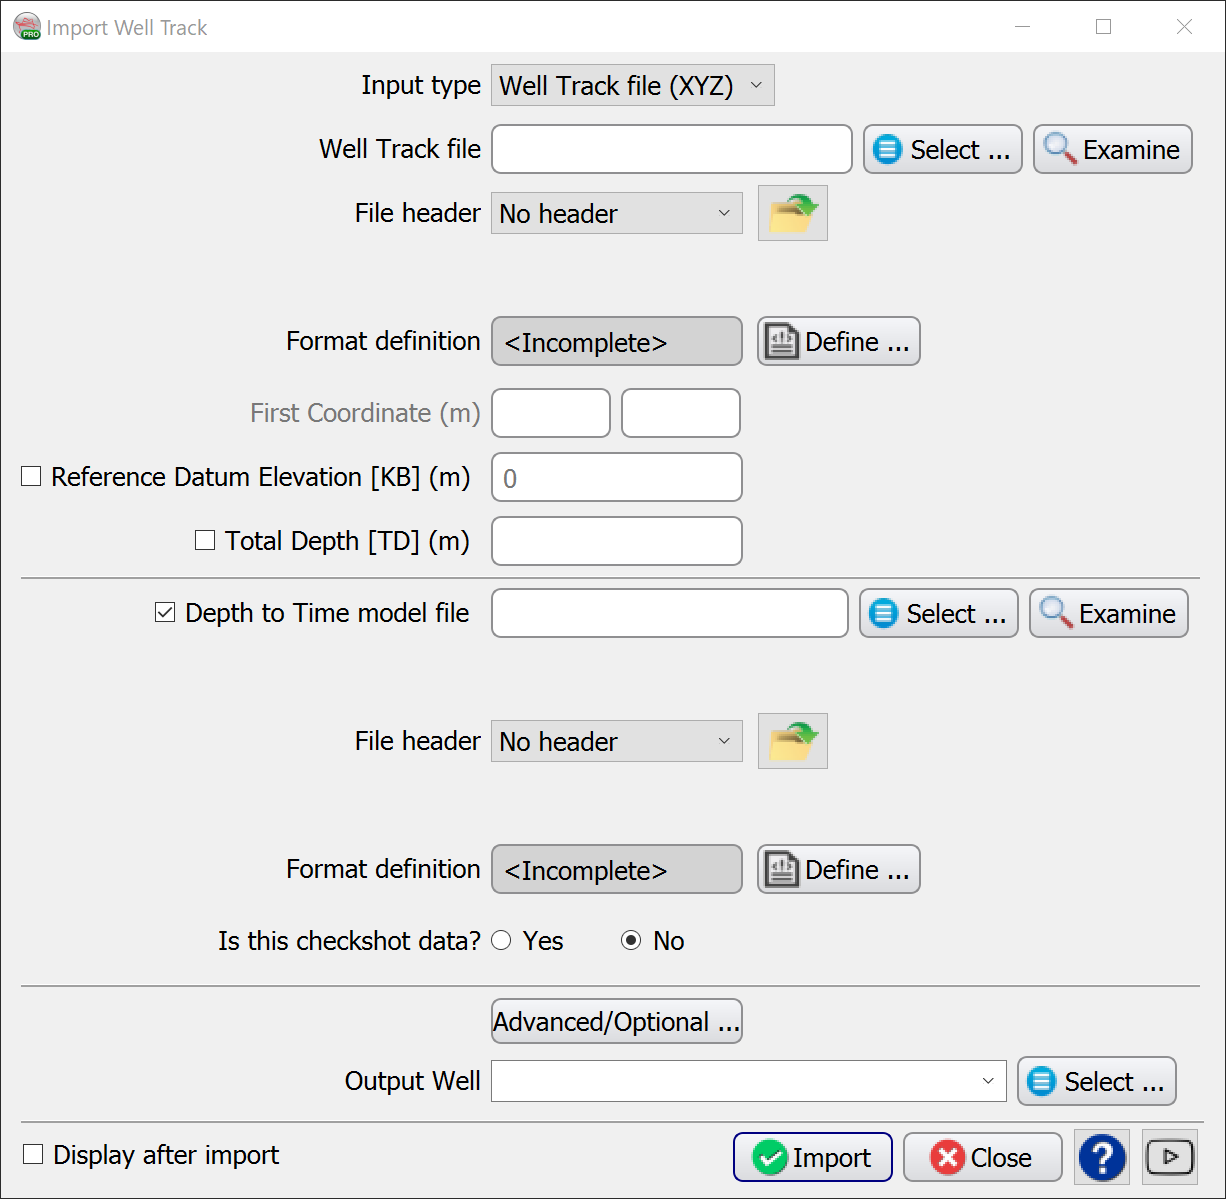 PRO Import Well Track
Input type Well Track file (XYZ)
Well Track file Select ... Examine
File header No header
Format definition <Incomplete> Define ...
First Coordinate (m)
Reference Datum Elevation [KB] (m) 0
Total Depth [TD] (m)
Depth to Time model file Select ... Examine
File header No header
Format definition <Incomplete> Define ...
Is this checkshot data? Yes No
Advanced/Optional ...
Output Well Select ...
Display after import Import Close ?